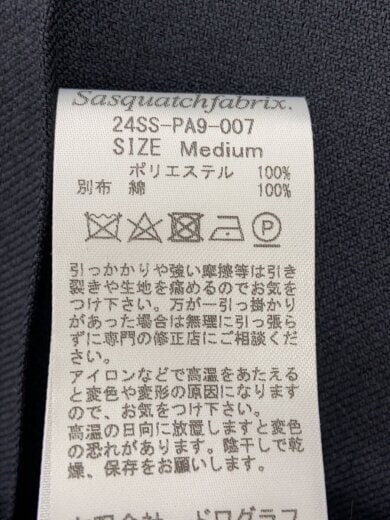 Sasquatchfabrix.
24SS-PA9-007
SIZE Medium
ポリエステル 100%
別布 綿 100%
P
引っかかりや強い摩擦等は引き
裂きや生地を痛めるのでお気を
つけ下さい。万が一引っ掛かり
があった場合は無理に引っ張ら
ずに専門の修正店にご相談くだ
さい。
アイロンなどで高温をあたえる
と変色や変形の原因になります
ので、お気をつけ下さい。
高温の日向に放置しますと変色
の恐れがあります。陰干しで乾
燥、保存をお願いします。